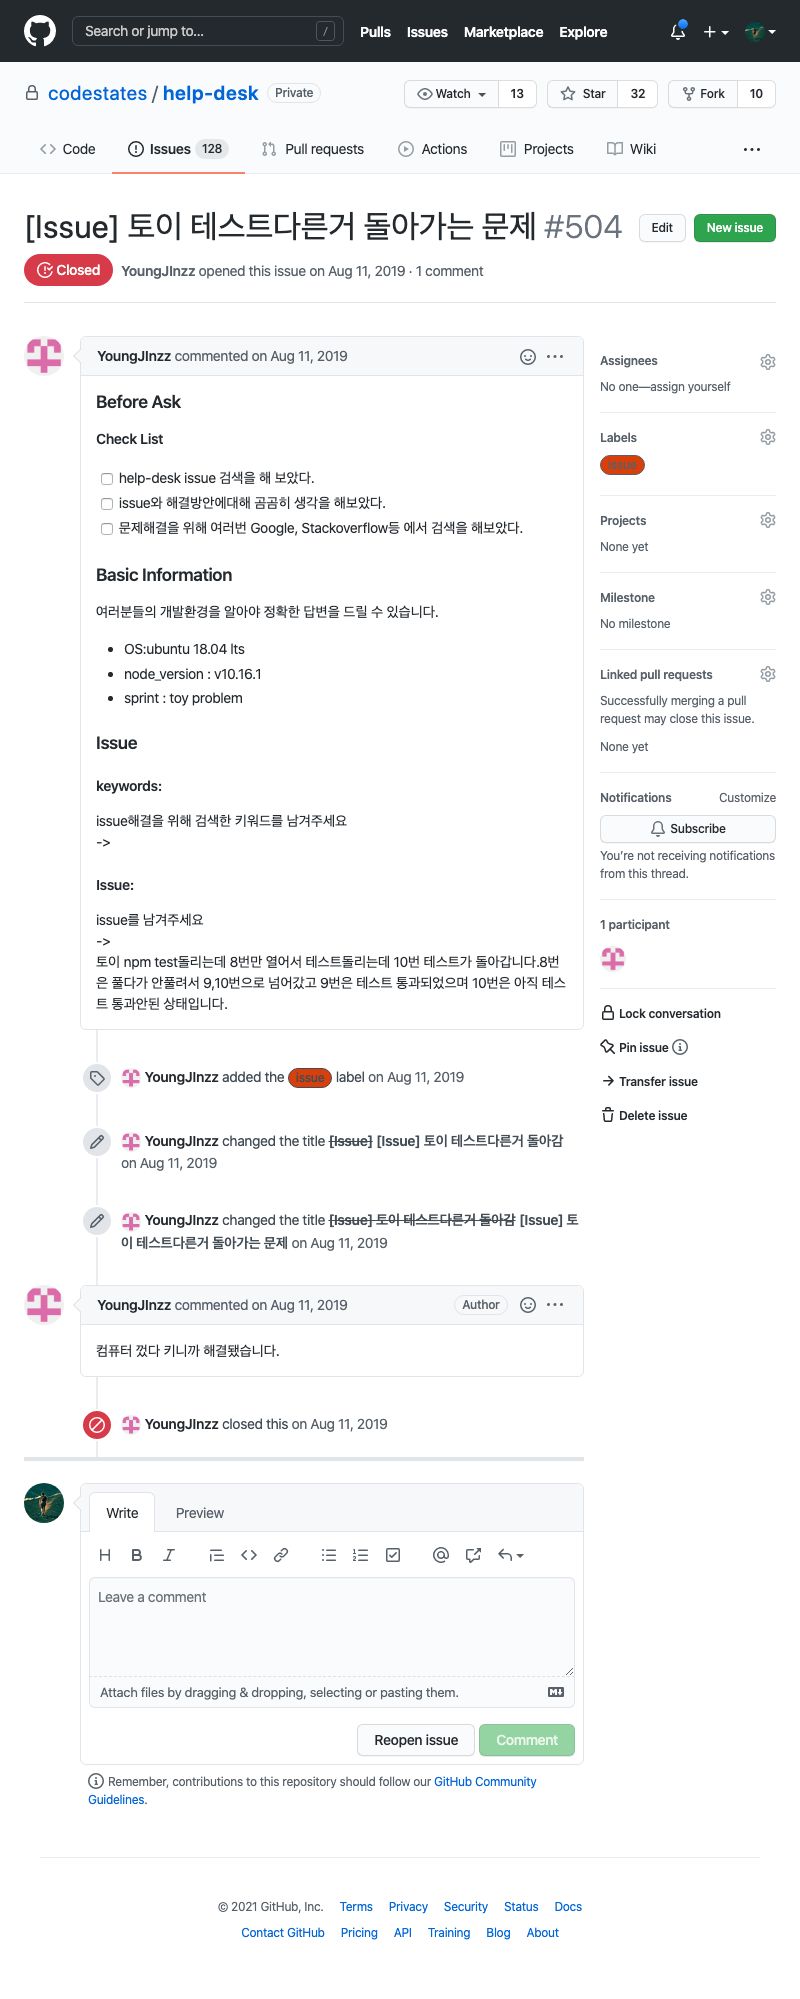 Search or jump to... /
Pulls Issues Marketplace Explore
codestates / help-desk Private
Watch 13 Star 32 Fork 10
Code Issues 128 Pull requests Actions Projects Wiki ...
[Issue] 토이 테스트다른거 돌아가는 문제 #504
Edit New issue
Closed YoungJInzz opened this issue on Aug 11, 2019 · 1 comment
YoungJInzz commented on Aug 11, 2019
Before Ask
Check List
help-desk issue 검색을 해 보았다.
issue와 해결방안에대해 곰곰히 생각을 해보았다.
문제해결을 위해 여러번 Google, Stackoverflow등 에서 검색을 해보았다.
Basic Information
여러분들의 개발환경을 알아야 정확한 답변을 드릴 수 있습니다.
• OS:ubuntu 18.04 lts
• node_version : v10.16.1
• sprint : toy problem
Issue
keywords:
issue해결을 위해 검색한 키워드를 남겨주세요
->
Issue:
issue를 남겨주세요
->
토이 npm test돌리는데 8번만 열어서 테스트돌리는데 10번 테스트가 돌아갑니다.8번
은 풀다가 안풀려서 9,10번으로 넘어갔고 9번은 테스트 통과되었으며 10번은 아직 테스
트 통과안된 상태입니다.
Assignees
No one—assign yourself
Labels
issue
Projects
None yet
Milestone
No milestone
Linked pull requests
Successfully merging a pull
request may close this issue.
None yet
Notifications Customize
Subscribe
You're not receiving notifications
from this thread.
1 participant
Lock conversation
Pin issue
Transfer issue
Delete issue
YoungJInzz added the issue label on Aug 11, 2019
YoungJInzz changed the title [Issue] [Issue] 토이 테스트다른거 돌아감
on Aug 11, 2019
YoungJInzz changed the title [Issue] 토이 테스트다른거 돌아감 [Issue] 토
이 테스트다른거 돌아가는 문제 on Aug 11, 2019
YoungJInzz commented on Aug 11, 2019 Author
컴퓨터 껐다 키니까 해결됐습니다.
YoungJInzz closed this on Aug 11, 2019
Write Preview
H B I
Leave a comment
Attach files by dragging & dropping, selecting or pasting them.
Reopen issue Comment
Remember, contributions to this repository should follow our GitHub Community
Guidelines.
© 2021 GitHub, Inc. Terms Privacy Security Status Docs
Contact GitHub Pricing API Training Blog About